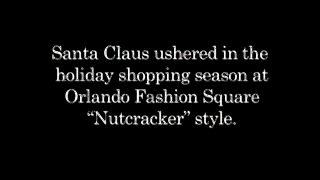 Santa Claus ushered in the
holiday shopping season at
Orlando Fashion Square
“Nutcracker” style.